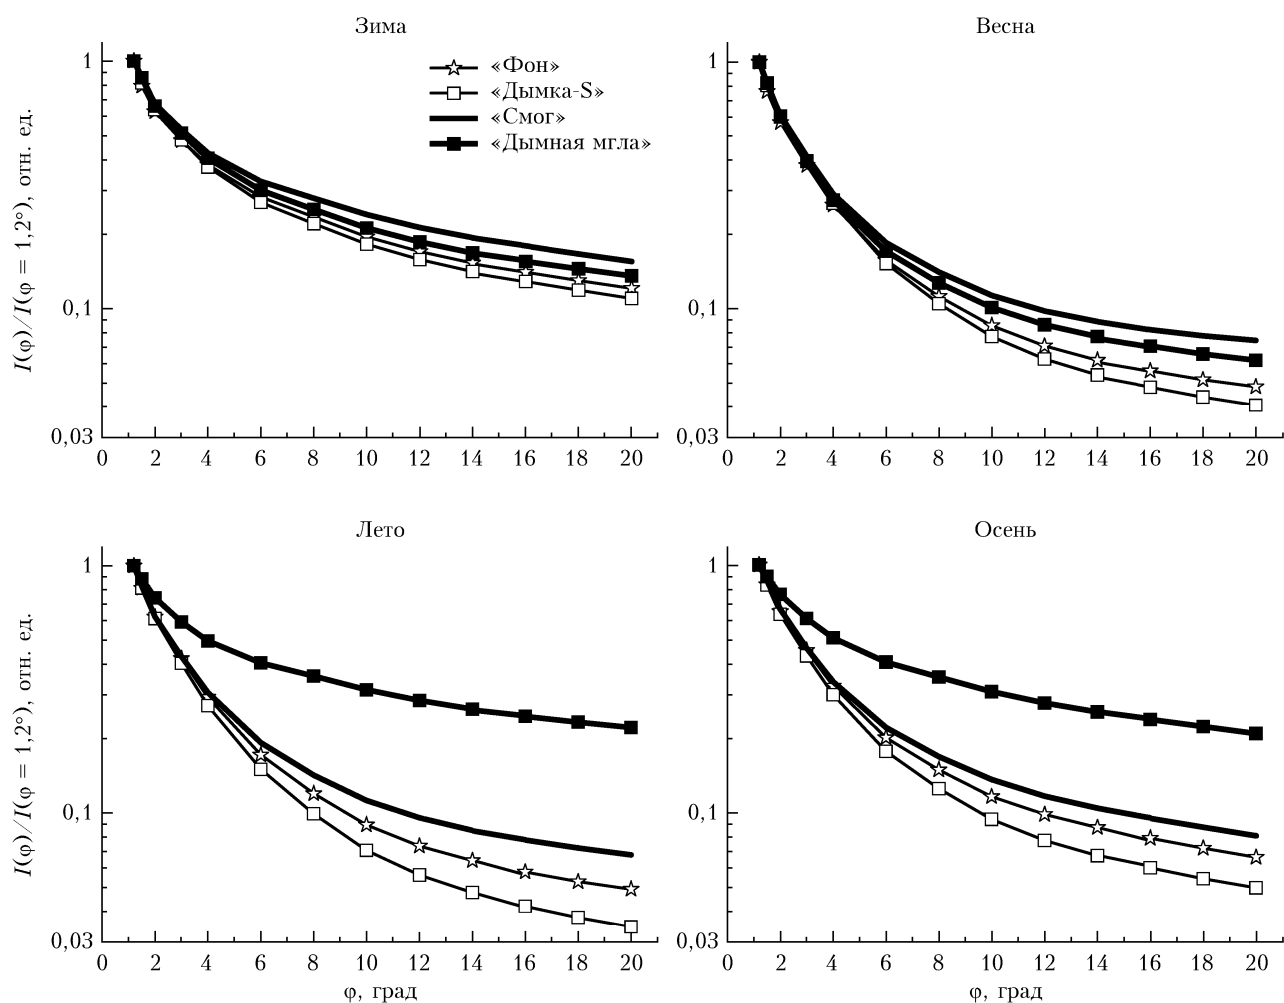 Зима
1
0,1
0,03
0 2 4 6 8 10 12 14 16 18 20
I(φ)/I(φ = 1,2°), отн. ед.
«Фон»
«Дымка-S»
«Смог»
«Дымная мгла»
Весна
1
0,1
0,03
0 2 4 6 8 10 12 14 16 18 20
Лето
1
0,1
0,03
0 2 4 6 8 10 12 14 16 18 20
I(φ)/I(φ = 1,2°), отн. ед.
φ, град
Осень
1
0,1
0,03
0 2 4 6 8 10 12 14 16 18 20
φ, град